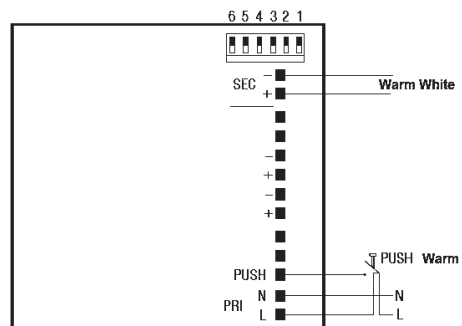 6 5 4 3 2 1
SEC
−
+
Warm White
−
+
−
+
PUSH
PUSH Warm
PRI
N
N
L
L